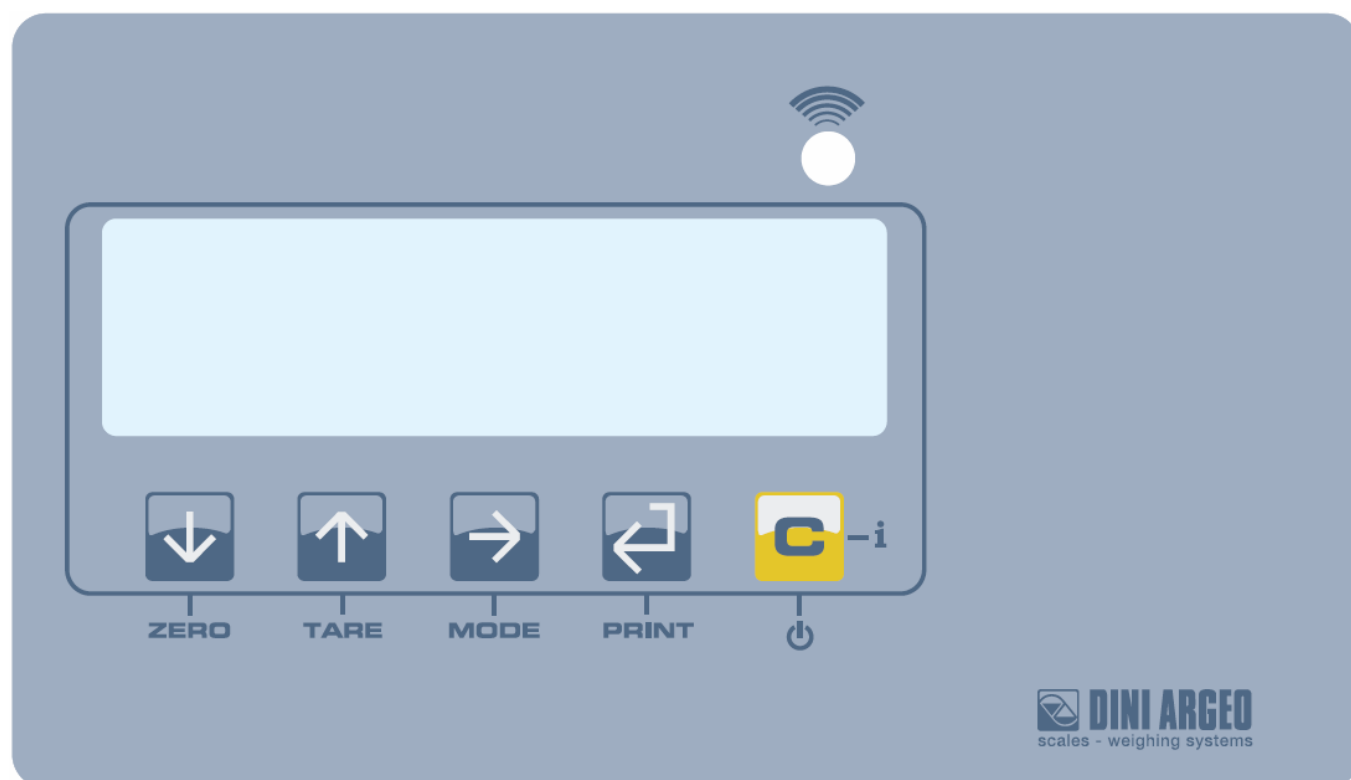 C - i
ZERO TARE MODE PRINT
DINI ARGEO
scales - weighing systems